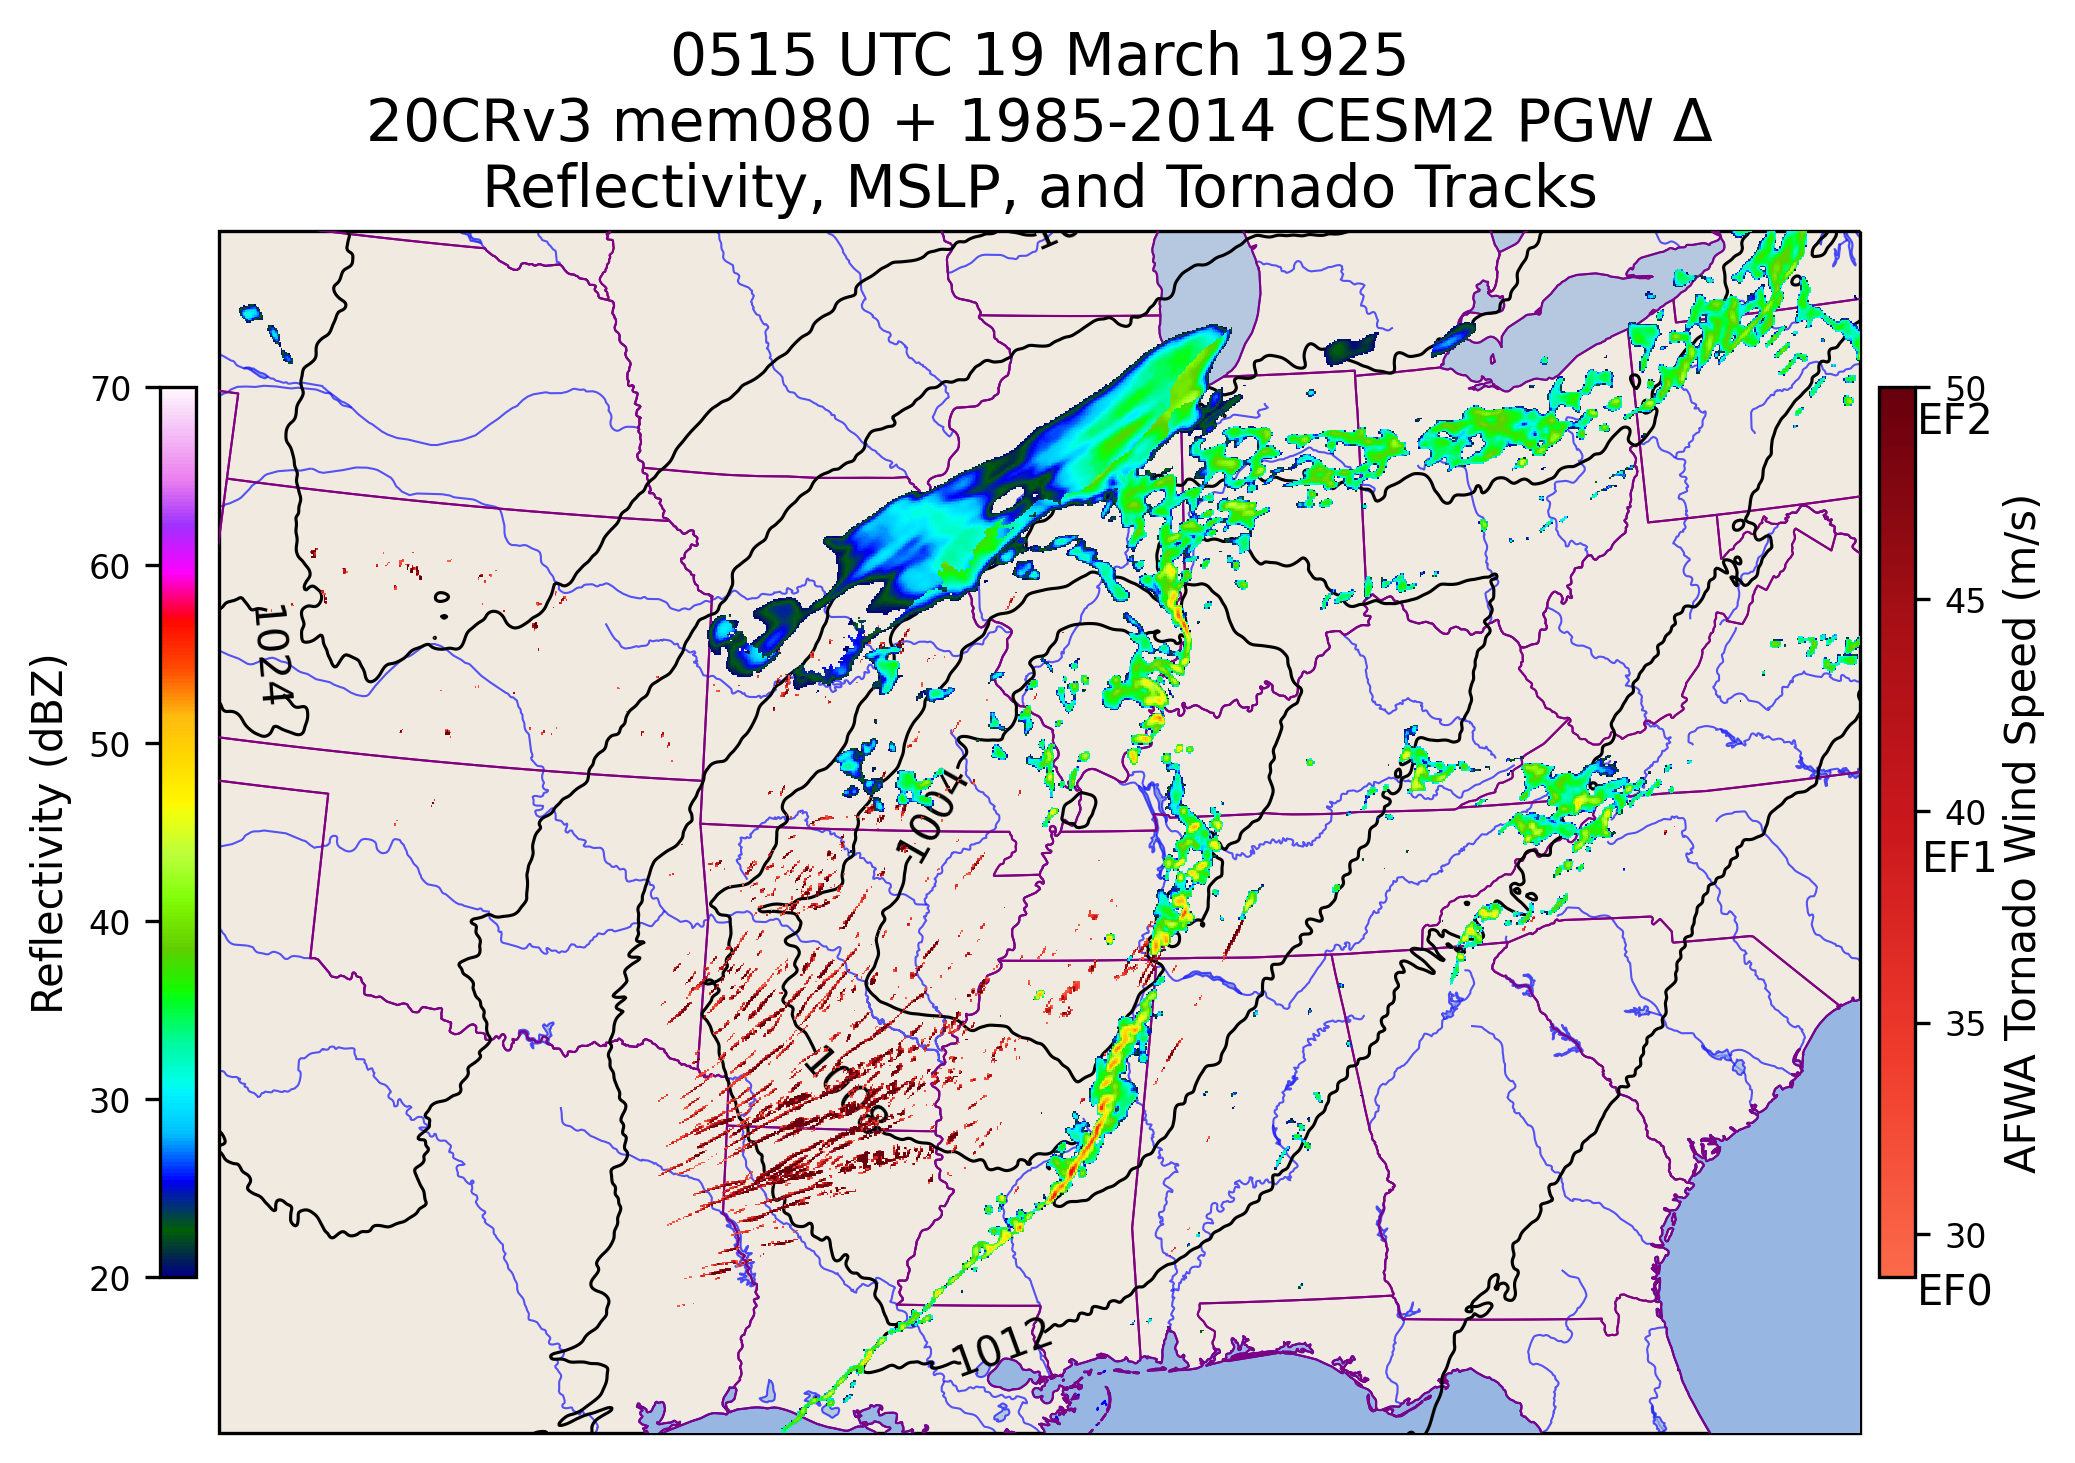 0515 UTC 19 March 1925
20CRv3 mem080 + 1985-2014 CESM2 PGW Δ
Reflectivity, MSLP, and Tornado Tracks
70
60
50
40
30
20
Reflectivity (dBZ)
1024
1004
1008
1012
50
EF2
45
40
EF1
35
30
EF0
AFWA Tornado Wind Speed (m/s)